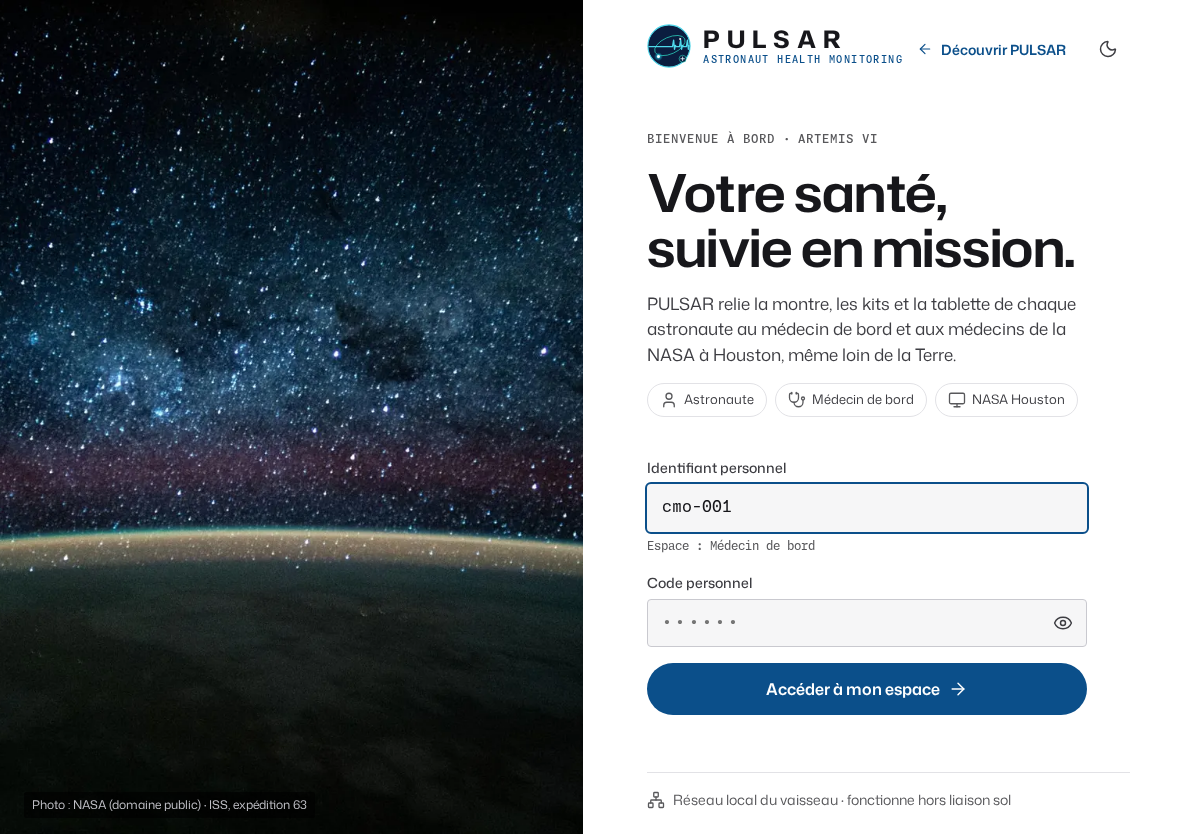 PULSAR
ASTRONAUT HEALTH MONITORING
Découvrir PULSAR
BIENVENUE À BORD · ARTEMIS VI
Votre santé,
suivie en mission.
PULSAR relie la montre, les kits et la tablette de chaque
astronaute au médecin de bord et aux médecins de la
NASA à Houston, même loin de la Terre.
Astronaute
Médecin de bord
NASA Houston
Identifiant personnel
cmo-001
Espace : Médecin de bord
Code personnel
••••••
Accéder à mon espace
Réseau local du vaisseau · fonctionne hors liaison sol
Photo : NASA (domaine public) · ISS, expédition 63